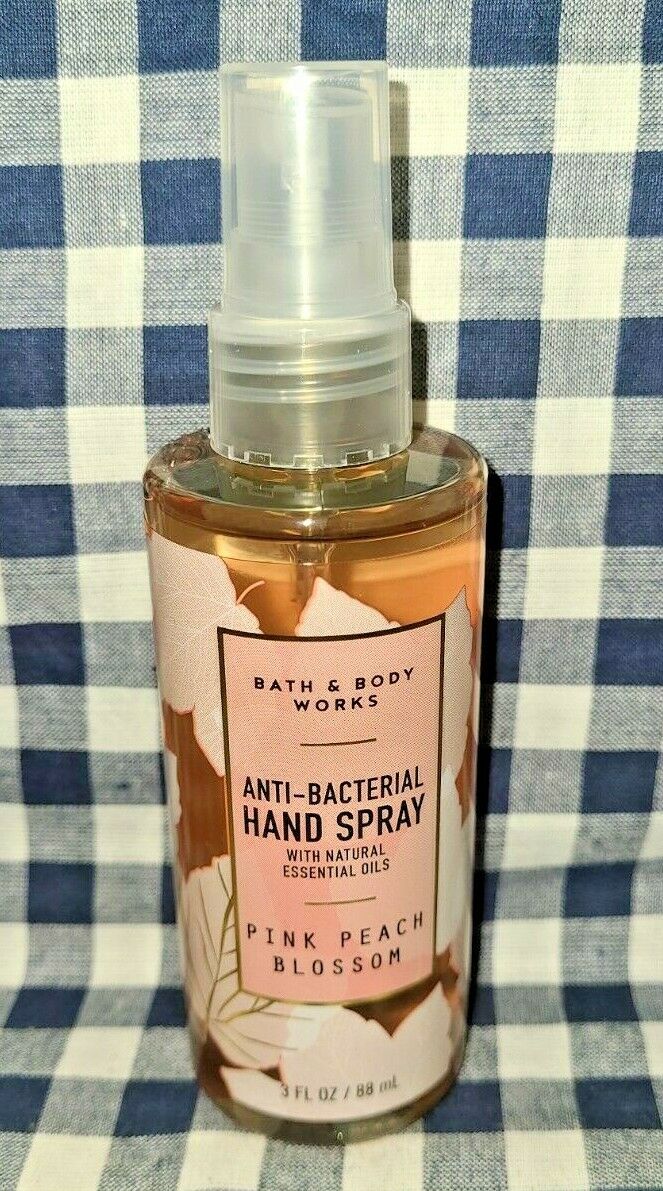 BATH & BODY
WORKS
ANTI-BACTERIAL
HAND SPRAY
WITH NATURAL
ESSENTIAL OILS
PINK PEACH
BLOSSOM
3 FL OZ / 88 mL